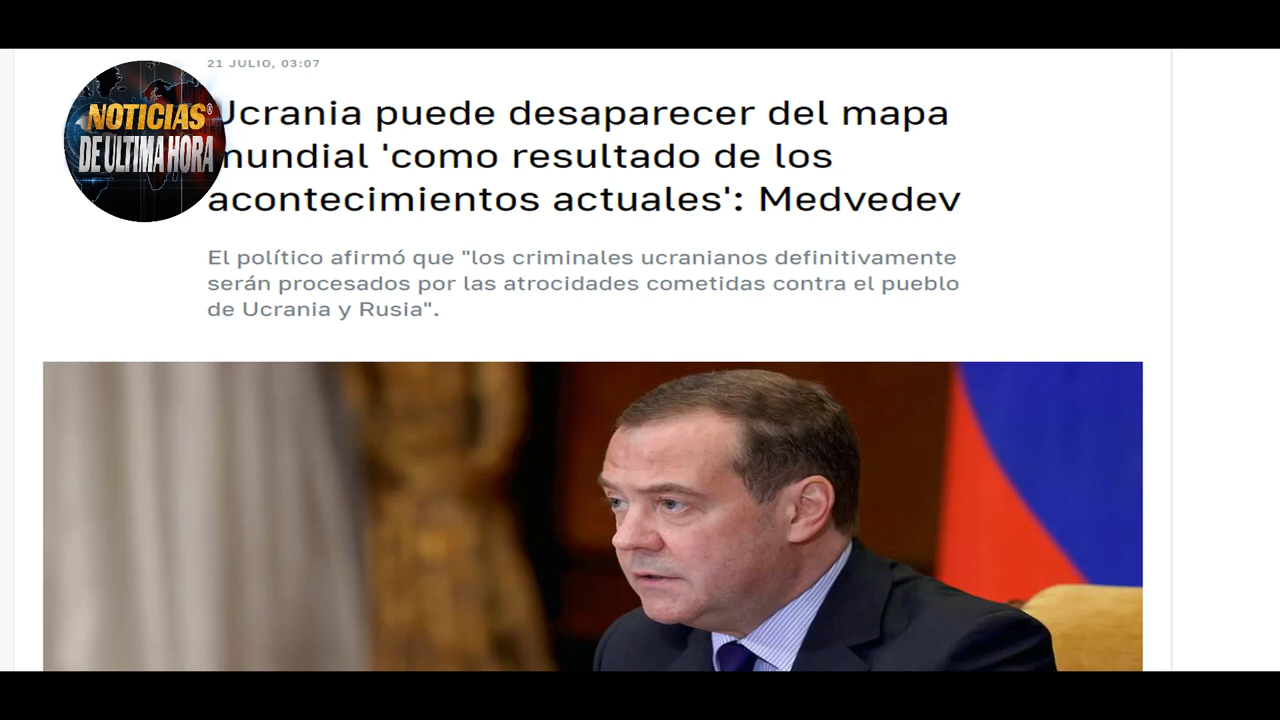 21 JULIO, 03:07
NOTICIAS®
DE ULTIMA HORA
Ucrania puede desaparecer del mapa
mundial 'como resultado de los
acontecimientos actuales': Medvedev
El político afirmó que "los criminales ucranianos definitivamente
serán procesados por las atrocidades cometidas contra el pueblo
de Ucrania y Rusia".